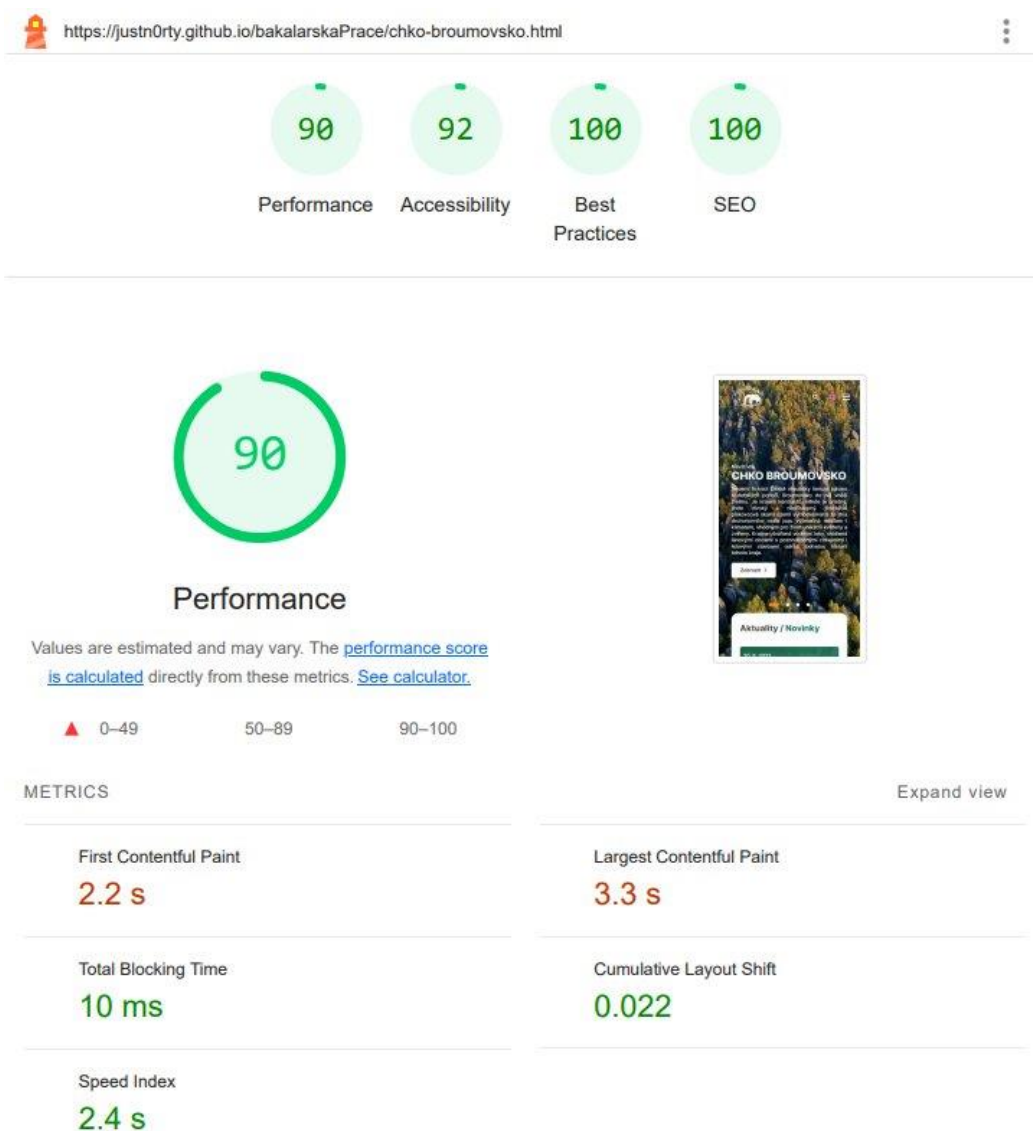 https://justn0rty.github.io/bakalarskaPrace/chko-broumovsko.html
90
92
100
100
Performance
Accessibility
Best
Practices
SEO
90
Performance
Values are estimated and may vary. The performance score
is calculated directly from these metrics. See calculator.
0–49
50–89
90–100
CHKO BROUMOVSKO
Zobrazit
Aktuality / Novinky
METRICS
Expand view
First Contentful Paint
2.2 s
Largest Contentful Paint
3.3 s
Total Blocking Time
10 ms
Cumulative Layout Shift
0.022
Speed Index
2.4 s